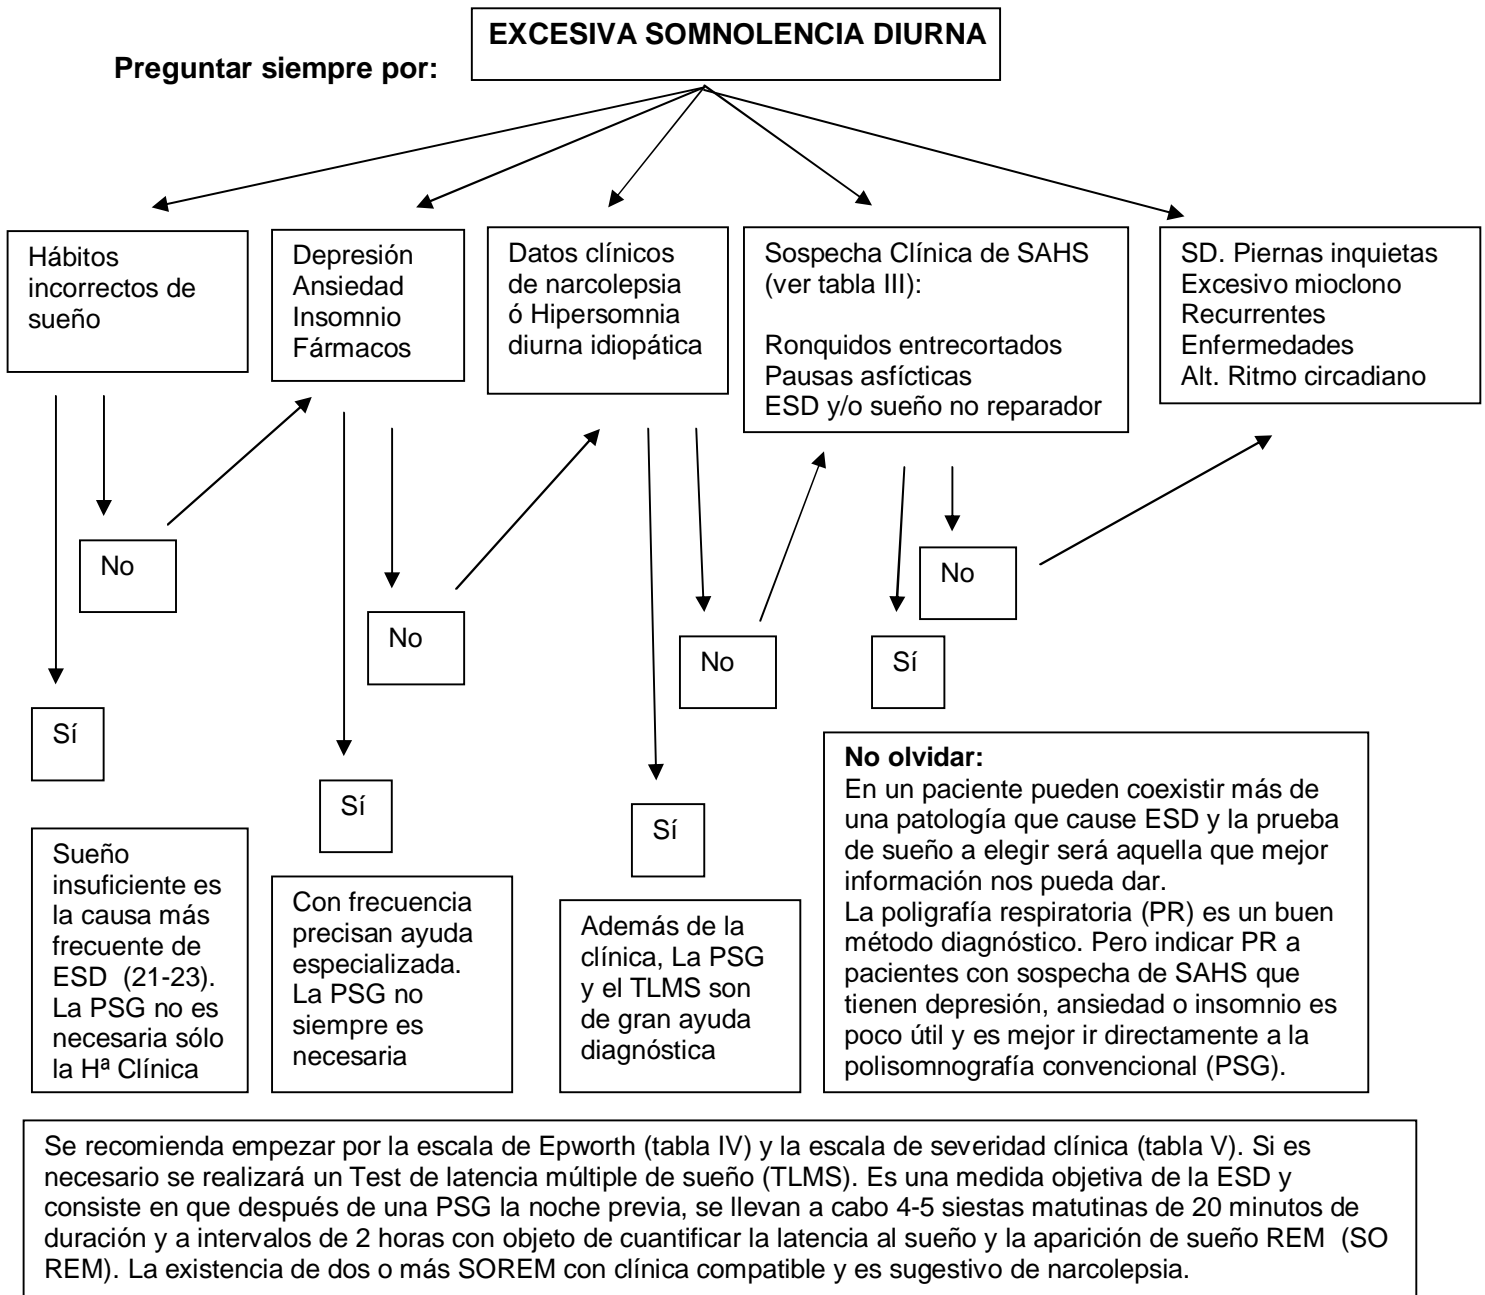 EXCESIVA SOMNOLENCIA DIURNA
Preguntar siempre por:
Hábitos
incorrectos de
sueño
Depresión
Ansiedad
Insomnio
Fármacos
Datos clínicos
de narcolepsia
ó Hipersomnia
diurna idiopática
Sospecha Clínica de SAHS
(ver tabla III):
Ronquidos entrecortados
Pausas asfícticas
ESD y/o sueño no reparador
SD. Piernas inquietas
Excesivo mioclono
Recurrentes
Enfermedades
Alt. Ritmo circadiano
No
No
No
No
Sí
Sí
Sí
Sí
Sueño
insuficiente es
la causa más
frecuente de
ESD (21-23).
La PSG no es
necesaria sólo
la Hª Clínica
Con frecuencia
precisan ayuda
especializada.
La PSG no
siempre es
necesaria
Además de la
clínica, La PSG
y el TLMS son
de gran ayuda
diagnóstica
No olvidar:
En un paciente pueden coexistir más de
una patología que cause ESD y la prueba
de sueño a elegir será aquella que mejor
información nos pueda dar.
La poligrafía respiratoria (PR) es un buen
método diagnóstico. Pero indicar PR a
pacientes con sospecha de SAHS que
tienen depresión, ansiedad o insomnio es
poco útil y es mejor ir directamente a la
polisomnografía convencional (PSG).
Se recomienda empezar por la escala de Epworth (tabla IV) y la escala de severidad clínica (tabla V). Si es
necesario se realizará un Test de latencia múltiple de sueño (TLMS). Es una medida objetiva de la ESD y
consiste en que después de una PSG la noche previa, se llevan a cabo 4-5 siestas matutinas de 20 minutos de
duración y a intervalos de 2 horas con objeto de cuantificar la latencia al sueño y la aparición de sueño REM (SO
REM). La existencia de dos o más SOREM con clínica compatible y es sugestivo de narcolepsia.